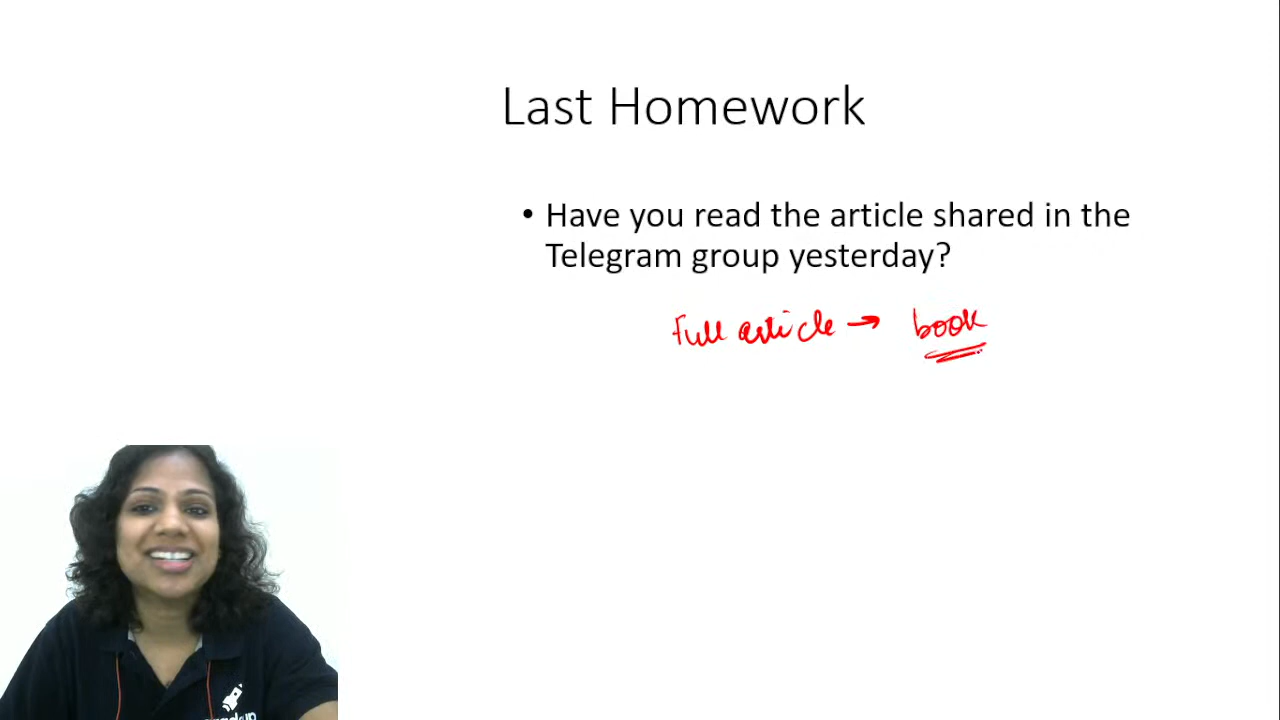 Last Homework
• Have you read the article shared in the
Telegram group yesterday?
Full article → book